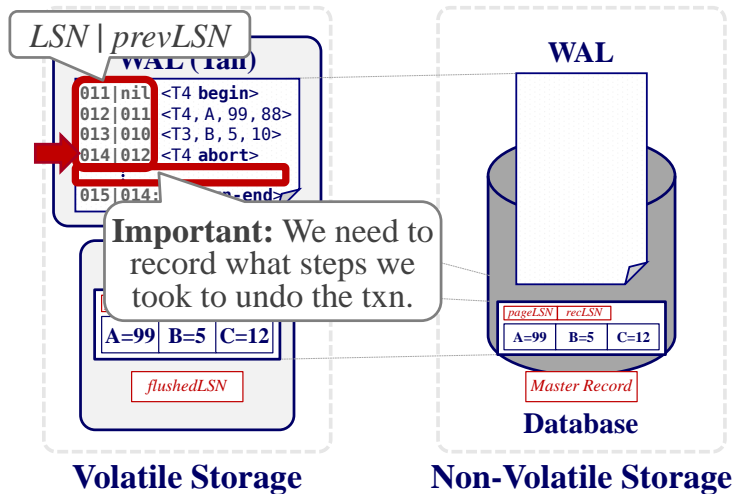 LSN | prevLSN
WAL (Tail)
011|nil <T4 begin>
012|011 <T4, A, 99, 88>
013|010 <T3, B, 5, 10>
014|012 <T4 abort>
⋮
015|014:
Important: We need to
record what steps we
took to undo the txn.
A=99 B=5 C=12
flushedLSN
Volatile Storage
WAL
pageLSN recLSN
A=99 B=5 C=12
Master Record
Database
Non-Volatile Storage